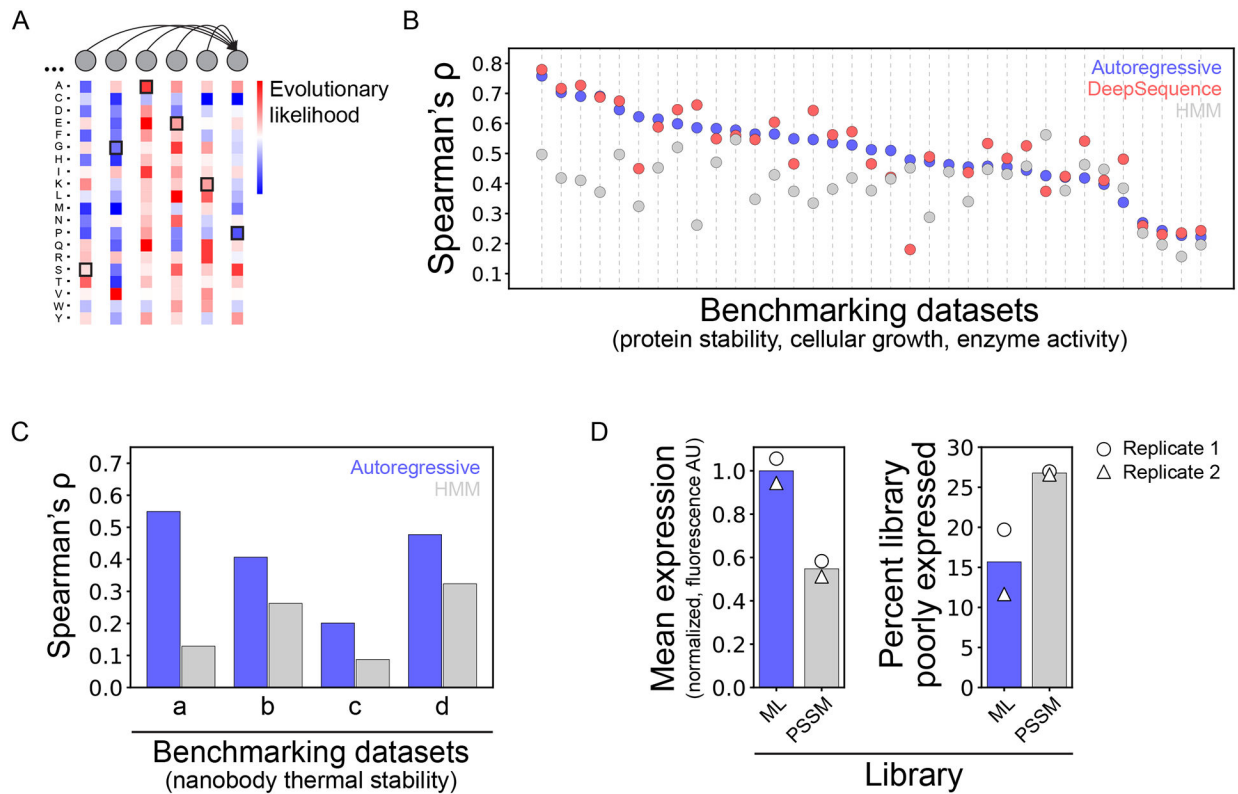 A
...
A
C
D
E
F
G
H
I
K
L
M
N
P
Q
R
S
T
V
W
Y
Evolutionary
likelihood
B
Spearman's ρ
0.8
0.7
0.6
0.5
0.4
0.3
0.2
0.1
Autoregressive
DeepSequence
HMM
Benchmarking datasets
(protein stability, cellular growth, enzyme activity)
C
Spearman's ρ
0.7
0.6
0.5
0.4
0.3
0.2
0.1
0.0
Autoregressive
HMM
a b c d
Benchmarking datasets
(nanobody thermal stability)
D
Mean expression
(normalized, fluorescence AU)
1.0
0.8
0.6
0.4
0.2
0.0
ML
PSSM
Percent library
poorly expressed
30
25
20
15
10
5
0
ML
PSSM
Replicate 1
Replicate 2
Library